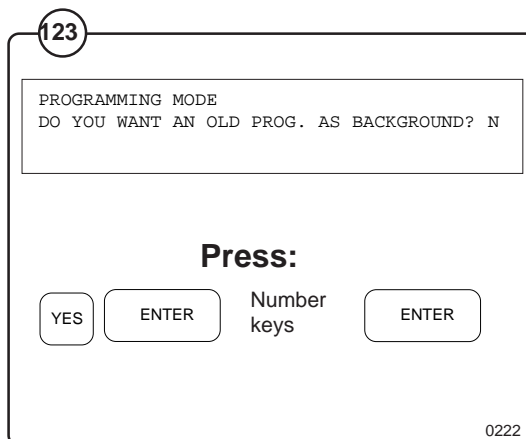 123
PROGRAMMING MODE
DO YOU WANT AN OLD PROG. AS BACKGROUND? N
Press:
YES ENTER Number keys ENTER
0222